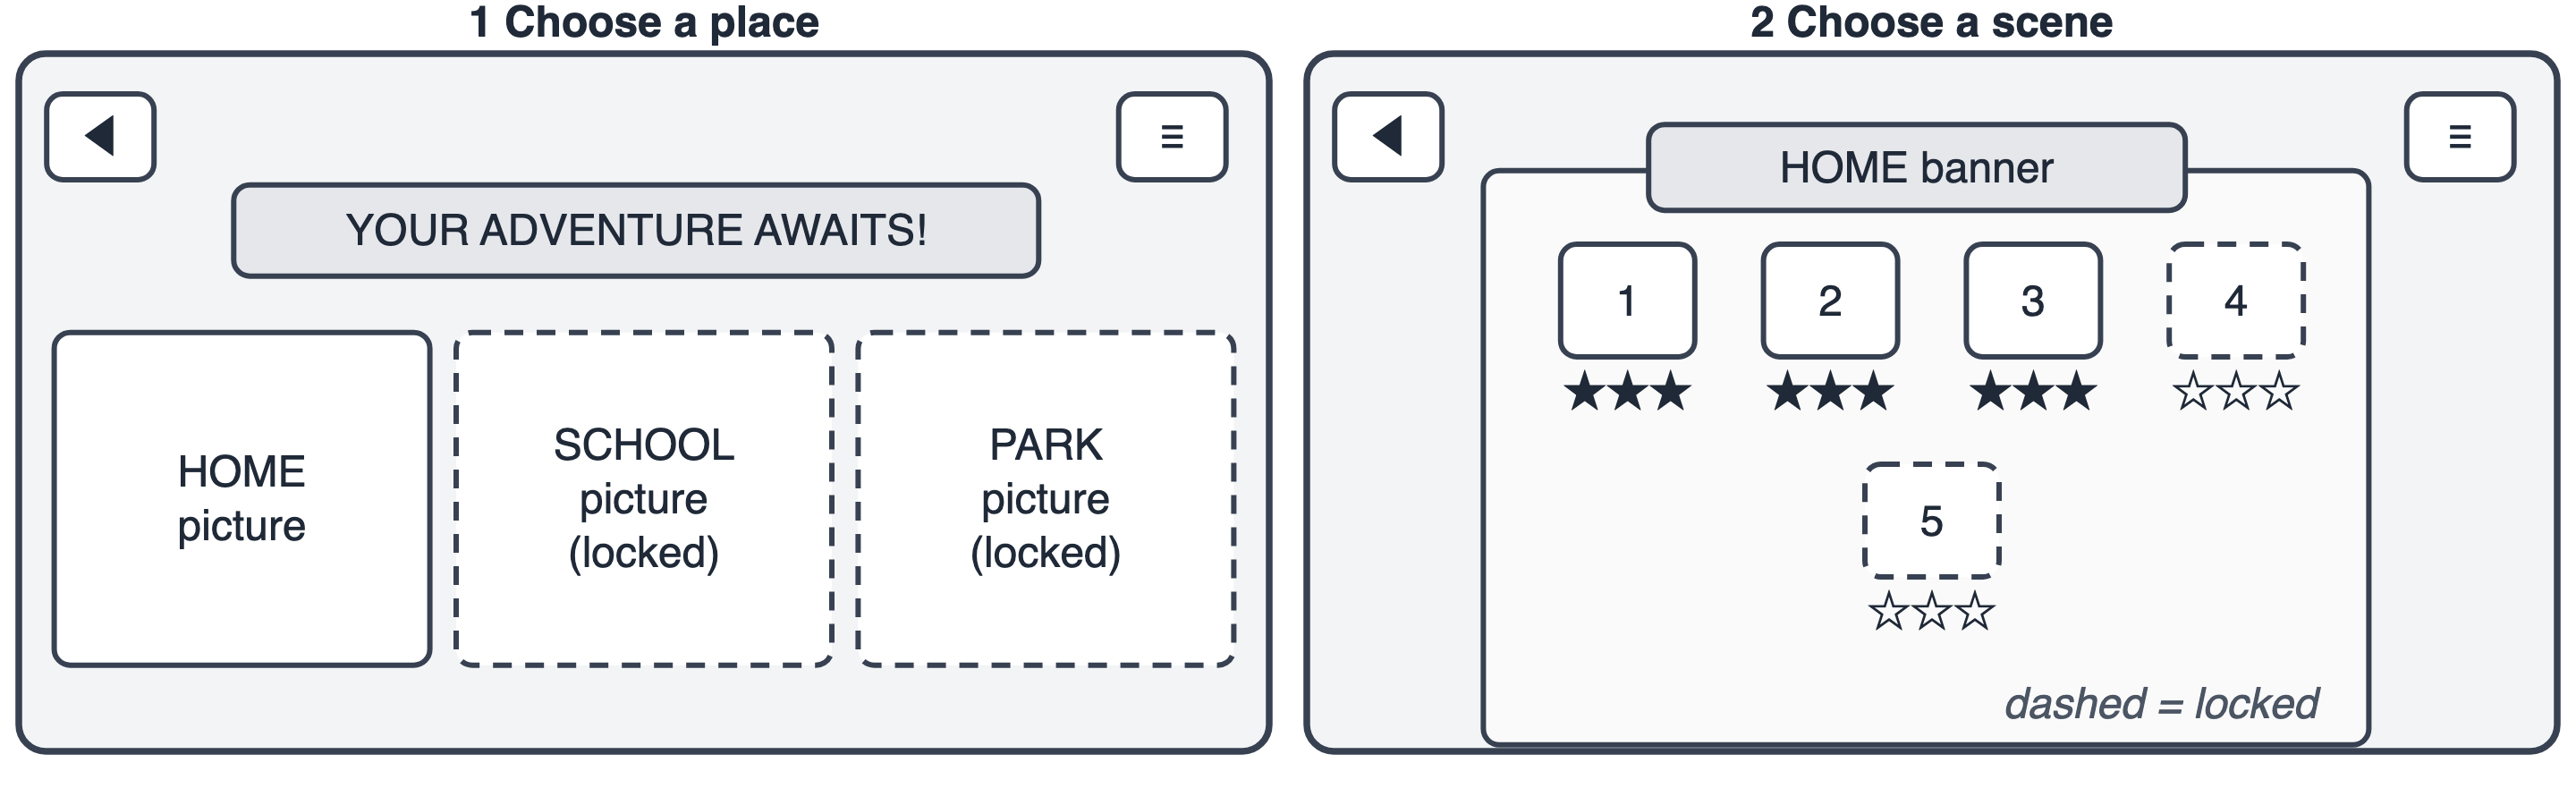 1 Choose a place
YOUR ADVENTURE AWAITS!
HOME
picture
SCHOOL
picture
(locked)
PARK
picture
(locked)
2 Choose a scene
HOME banner
1
2
3
4
★★★
★★★
★★★
☆☆☆
5
☆☆☆
dashed = locked